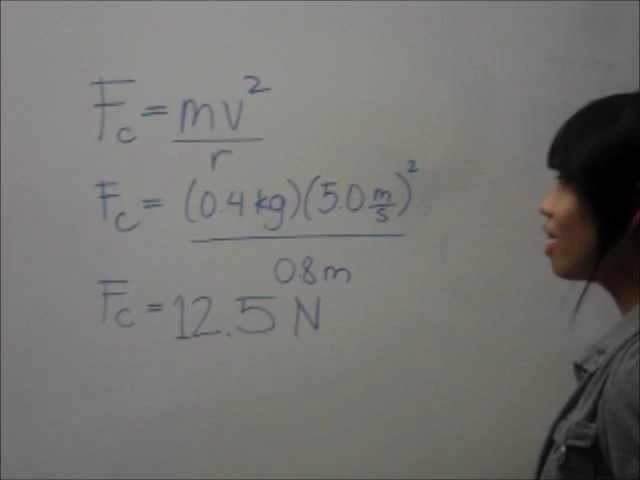 Fc = mv²
r
Fc = (0.4 kg)(5.0 m/s)²
0.8 m
Fc = 12.5 N